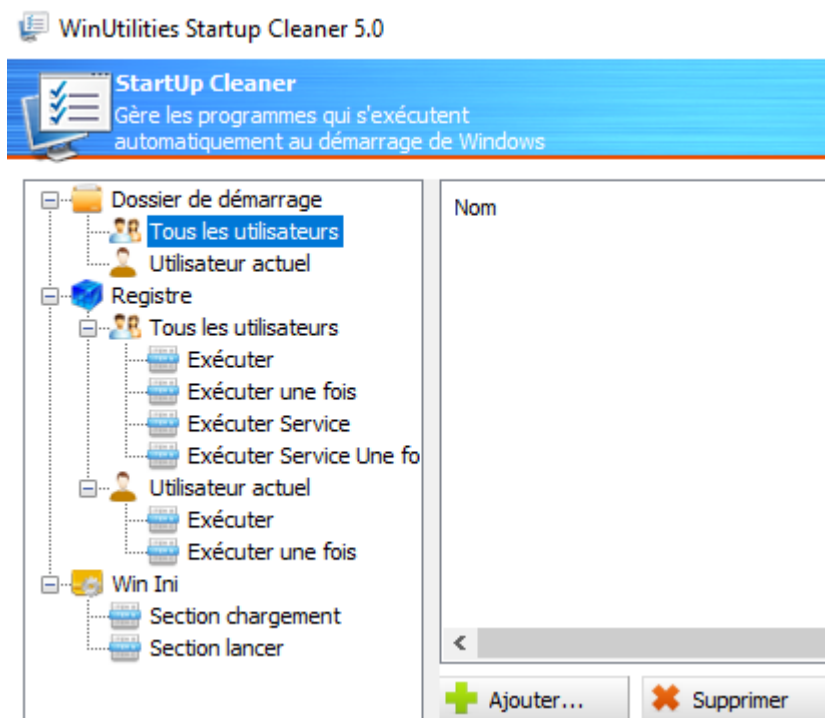 WinUtilities Startup Cleaner 5.0
StartUp Cleaner
Gère les programmes qui s'exécutent
automatiquement au démarrage de Windows
Dossier de démarrage
Tous les utilisateurs
Utilisateur actuel
Registre
Tous les utilisateurs
Exécuter
Exécuter une fois
Exécuter Service
Exécuter Service Une fo
Utilisateur actuel
Exécuter
Exécuter une fois
Win Ini
Section chargement
Section lancer
Nom
Ajouter...
Supprimer